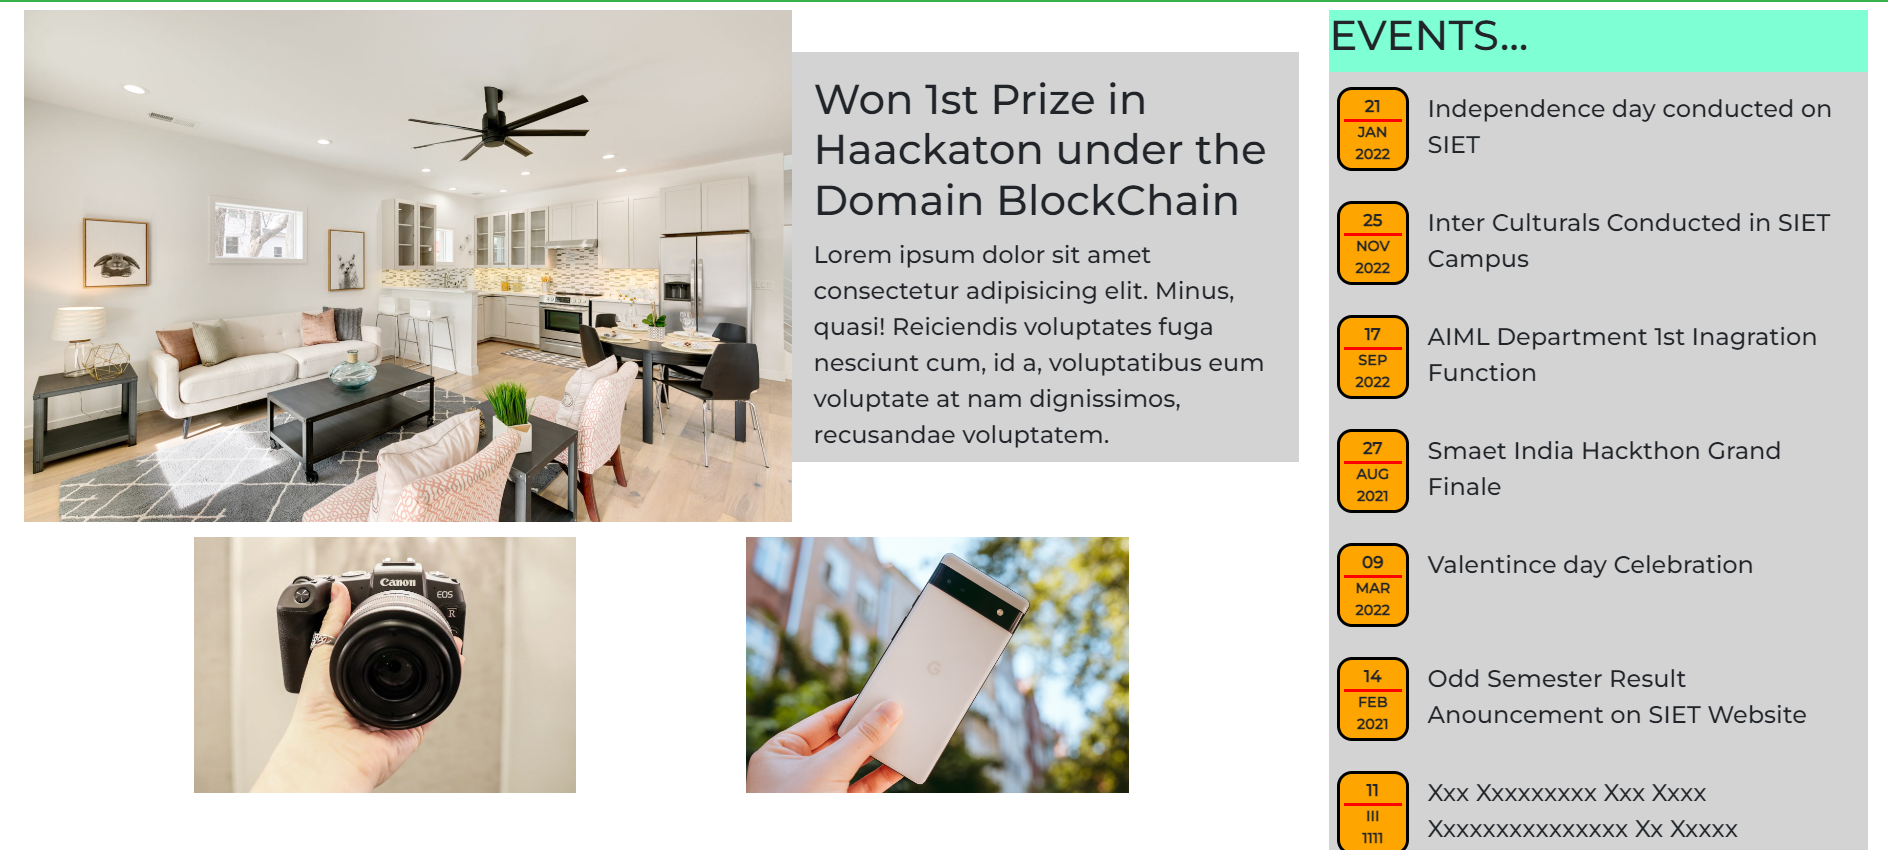 Won 1st Prize in
Haackaton under the
Domain BlockChain
Lorem ipsum dolor sit amet
consectetur adipisicing elit. Minus,
quasi! Reiciendis voluptates fuga
nesciunt cum, id a, voluptatibus eum
voluptate at nam dignissimos,
recusandae voluptatem.
Canon
EOS
R
G
EVENTS...
21
JAN
2022
Independence day conducted on
SIET
25
NOV
2022
Inter Culturals Conducted in SIET
Campus
17
SEP
2022
AIML Department 1st Inagration
Function
27
AUG
2021
Smaet India Hackthon Grand
Finale
09
MAR
2022
Valentince day Celebration
14
FEB
2021
Odd Semester Result
Anouncement on SIET Website
11
III
1111
Xxx Xxxxxxxxx Xxx Xxxx
Xxxxxxxxxxxxxxx Xx Xxxxx